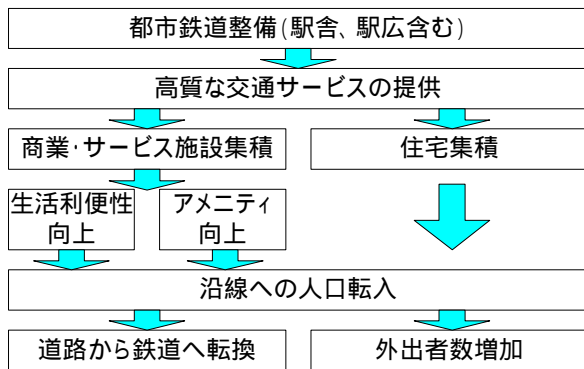 都市鉄道整備(駅舎、駅広含む)
高質な交通サービスの提供
商業・サービス施設集積
住宅集積
生活利便性
向上
アメニティ
向上
沿線への人口転入
道路から鉄道へ転換
外出者数増加